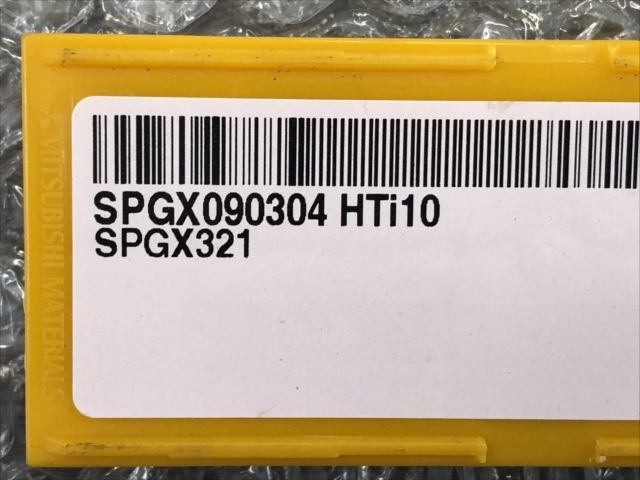 SPGX090304 HTi10
SPGX321
MITSUBISHI MATERIALS